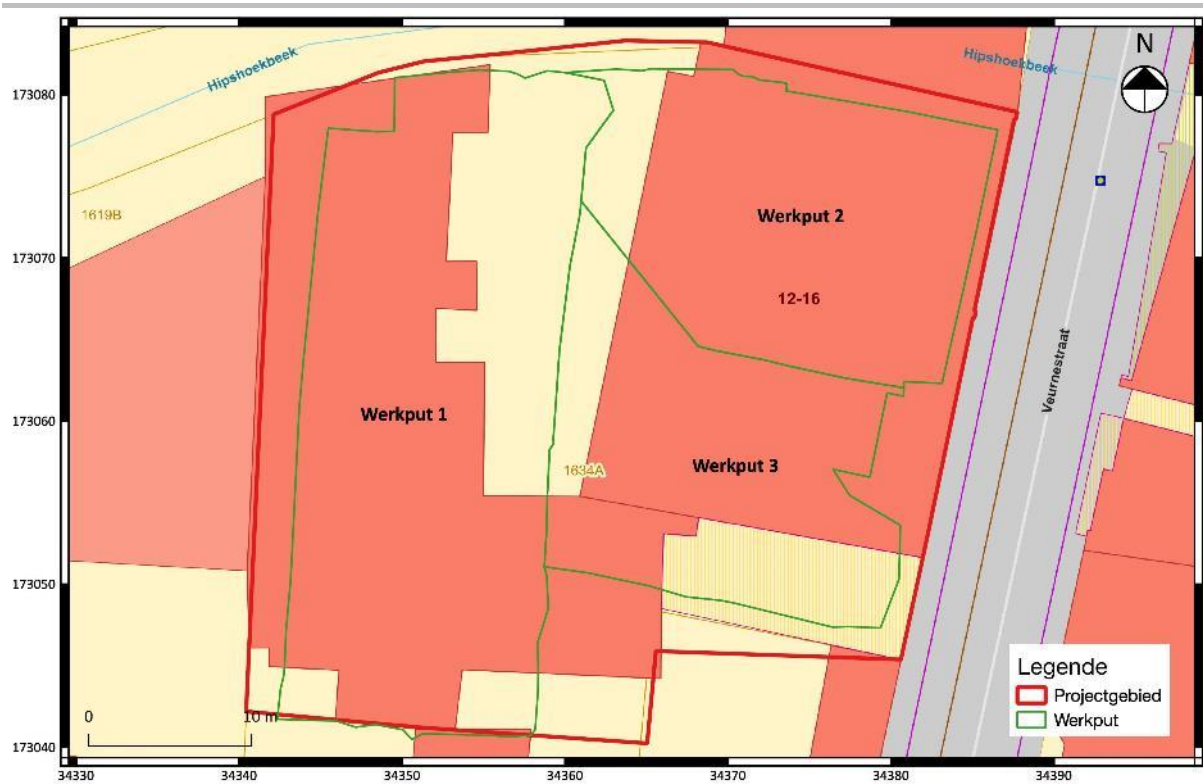 Hipshoekbeek
Hipshoekbeek
N
173080
173070
173060
173050
173040
1619B
Werkput 2
12-16
Veurnestraat
Werkput 1
Werkput 3
1634A
Legende
Projectgebied
Werkput
0
10 m
34330
34340
34350
34360
34370
34380
34390